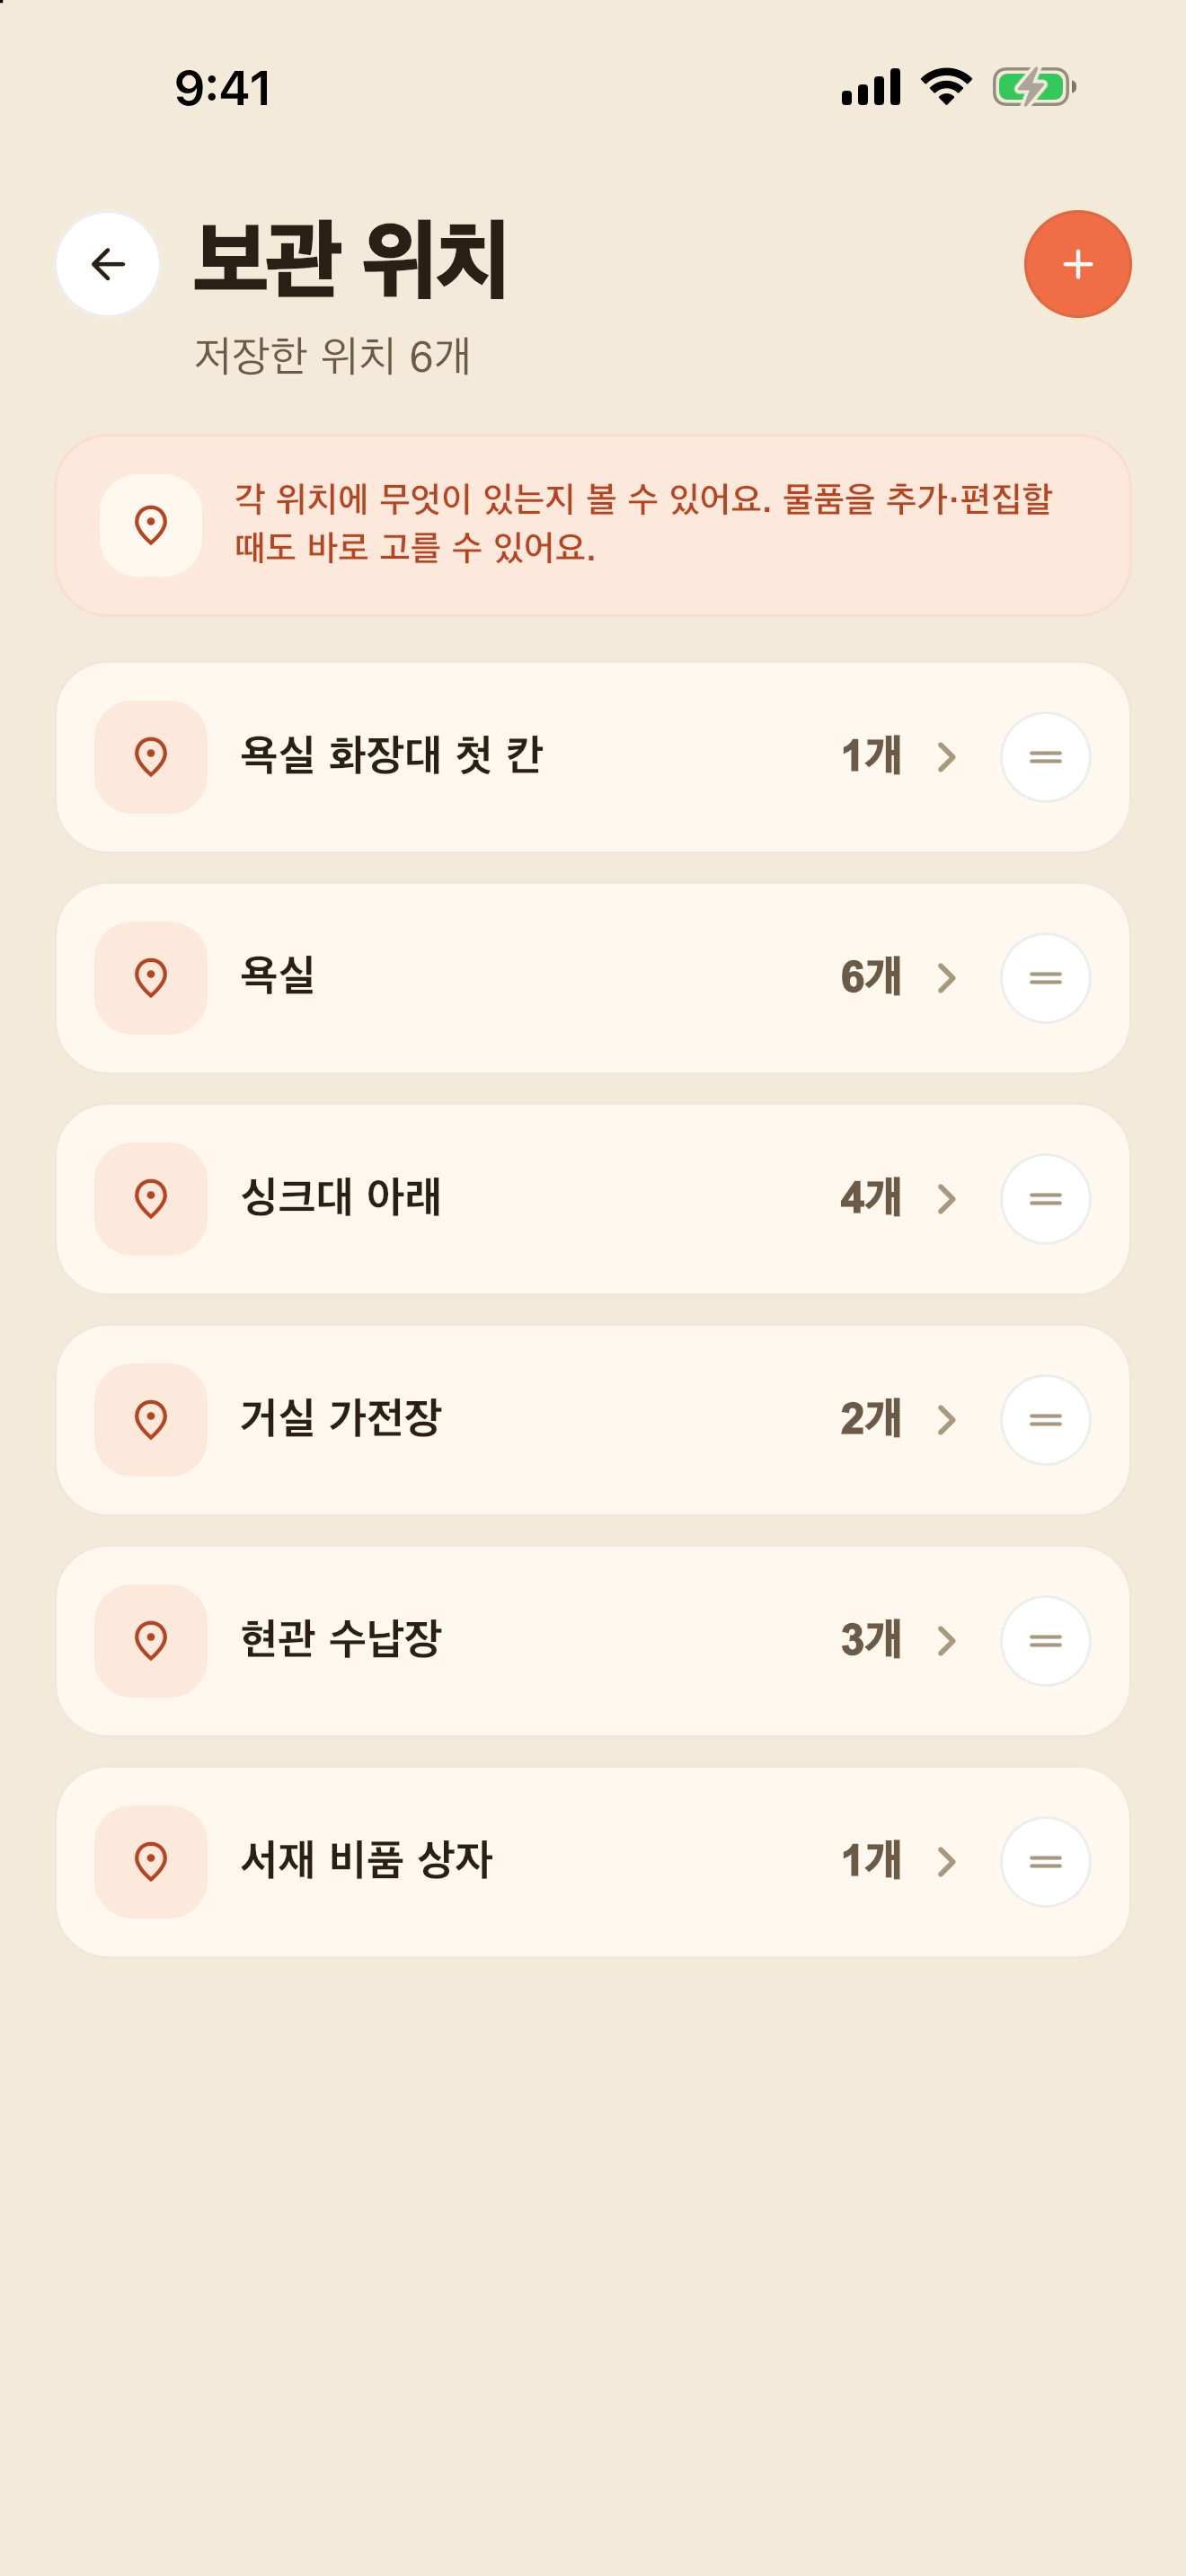 9:41
보관 위치
저장한 위치 6개
각 위치에 무엇이 있는지 볼 수 있어요. 물품을 추가·편집할
때도 바로 고를 수 있어요.
욕실 화장대 첫 칸 1개
욕실 6개
싱크대 아래 4개
거실 가전장 2개
현관 수납장 3개
서재 비품 상자 1개